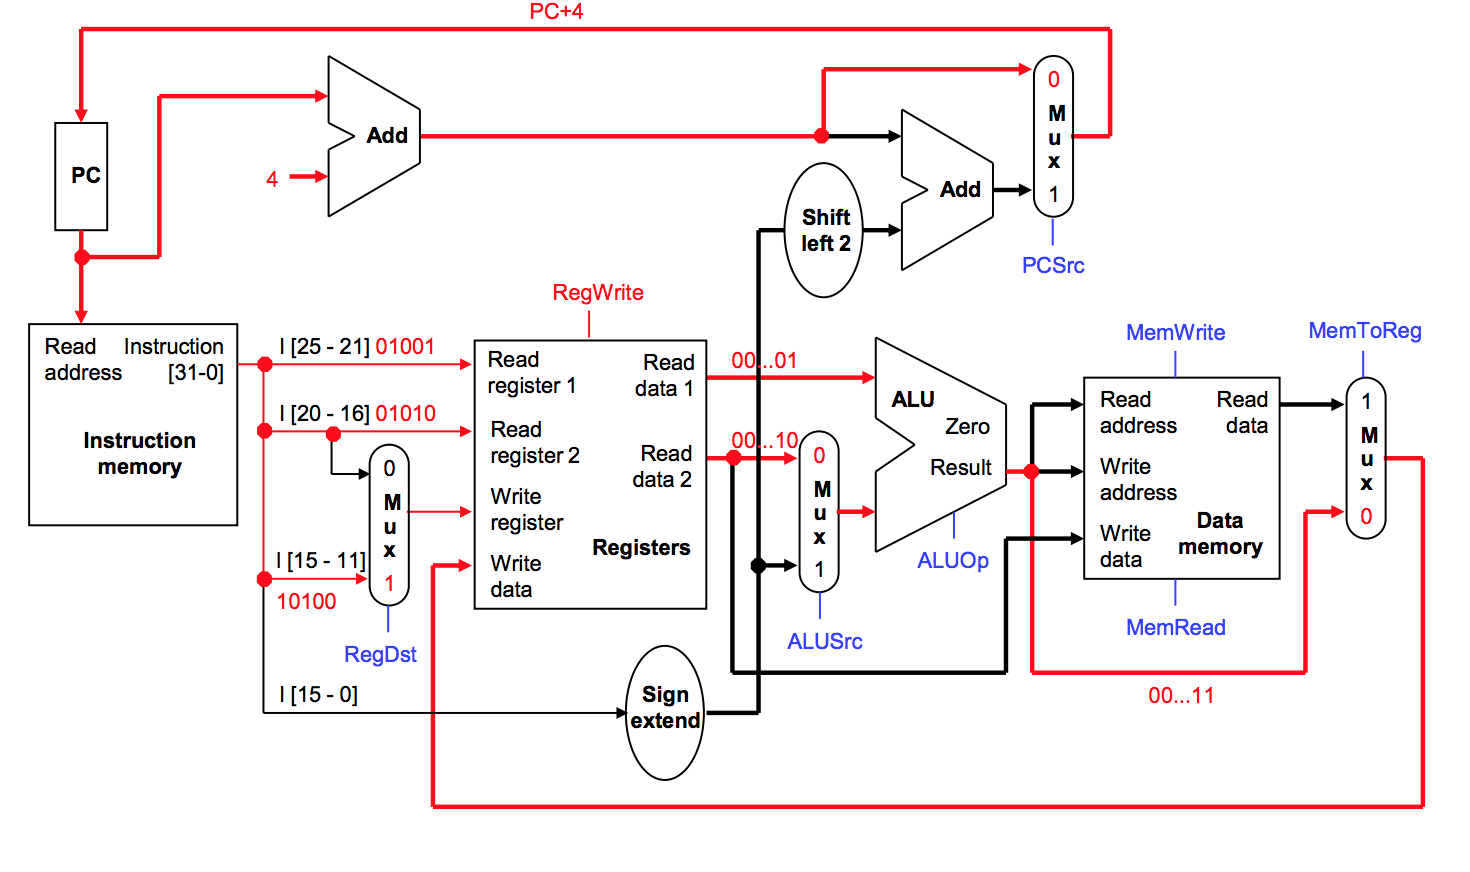 PC+4
0
M
u
x
1
PCSrc
Add
4
PC
Add
Shift
left 2
RegWrite
MemWrite
MemToReg
Read
address
Instruction
[31-0]
Instruction
memory
I [25 - 21] 01001
I [20 - 16] 01010
0
M
u
x
1
I [15 - 11]
10100
RegDst
I [15 - 0]
Read
register 1
Read
data 1
Read
register 2
Read
data 2
Write
register
Registers
Write
data
00...01
00...10
0
M
u
x
1
ALUSrc
ALU
Zero
Result
ALUOp
Read
address
Read
data
Write
address
Data
memory
Write
data
MemRead
1
M
u
x
0
Sign
extend
00...11